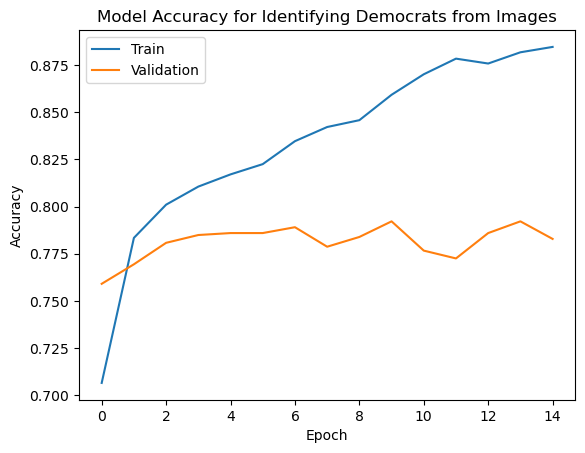 Model Accuracy for Identifying Democrats from Images
Train
Validation
0.875
0.850
0.825
0.800
0.775
0.750
0.725
0.700
Accuracy
0 2 4 6 8 10 12 14
Epoch